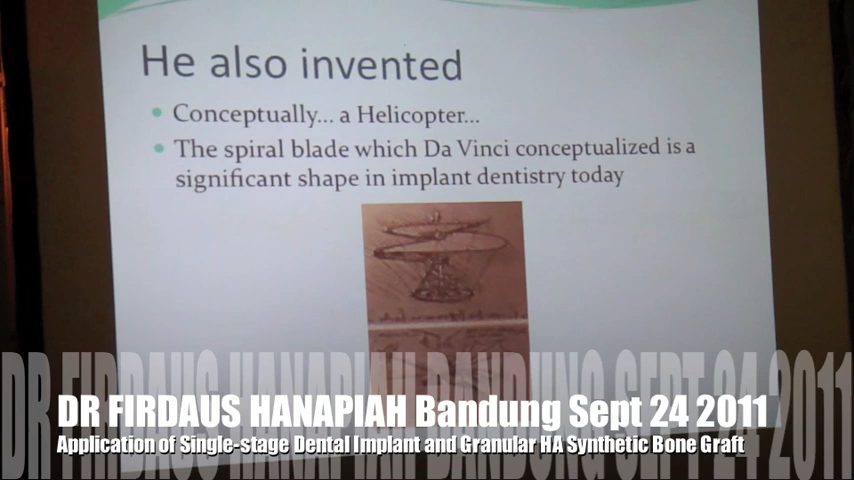 He also invented
Conceptually... a Helicopter...
The spiral blade which Da Vinci conceptualized is a
significant shape in implant dentistry today
DR FIRDAUS HANAPIAH BANDUNG SEPT 24 2011
DR FIRDAUS HANAPIAH Bandung Sept 24 2011
Application of Single-stage Dental Implant and Granular HA Synthetic Bone Graft